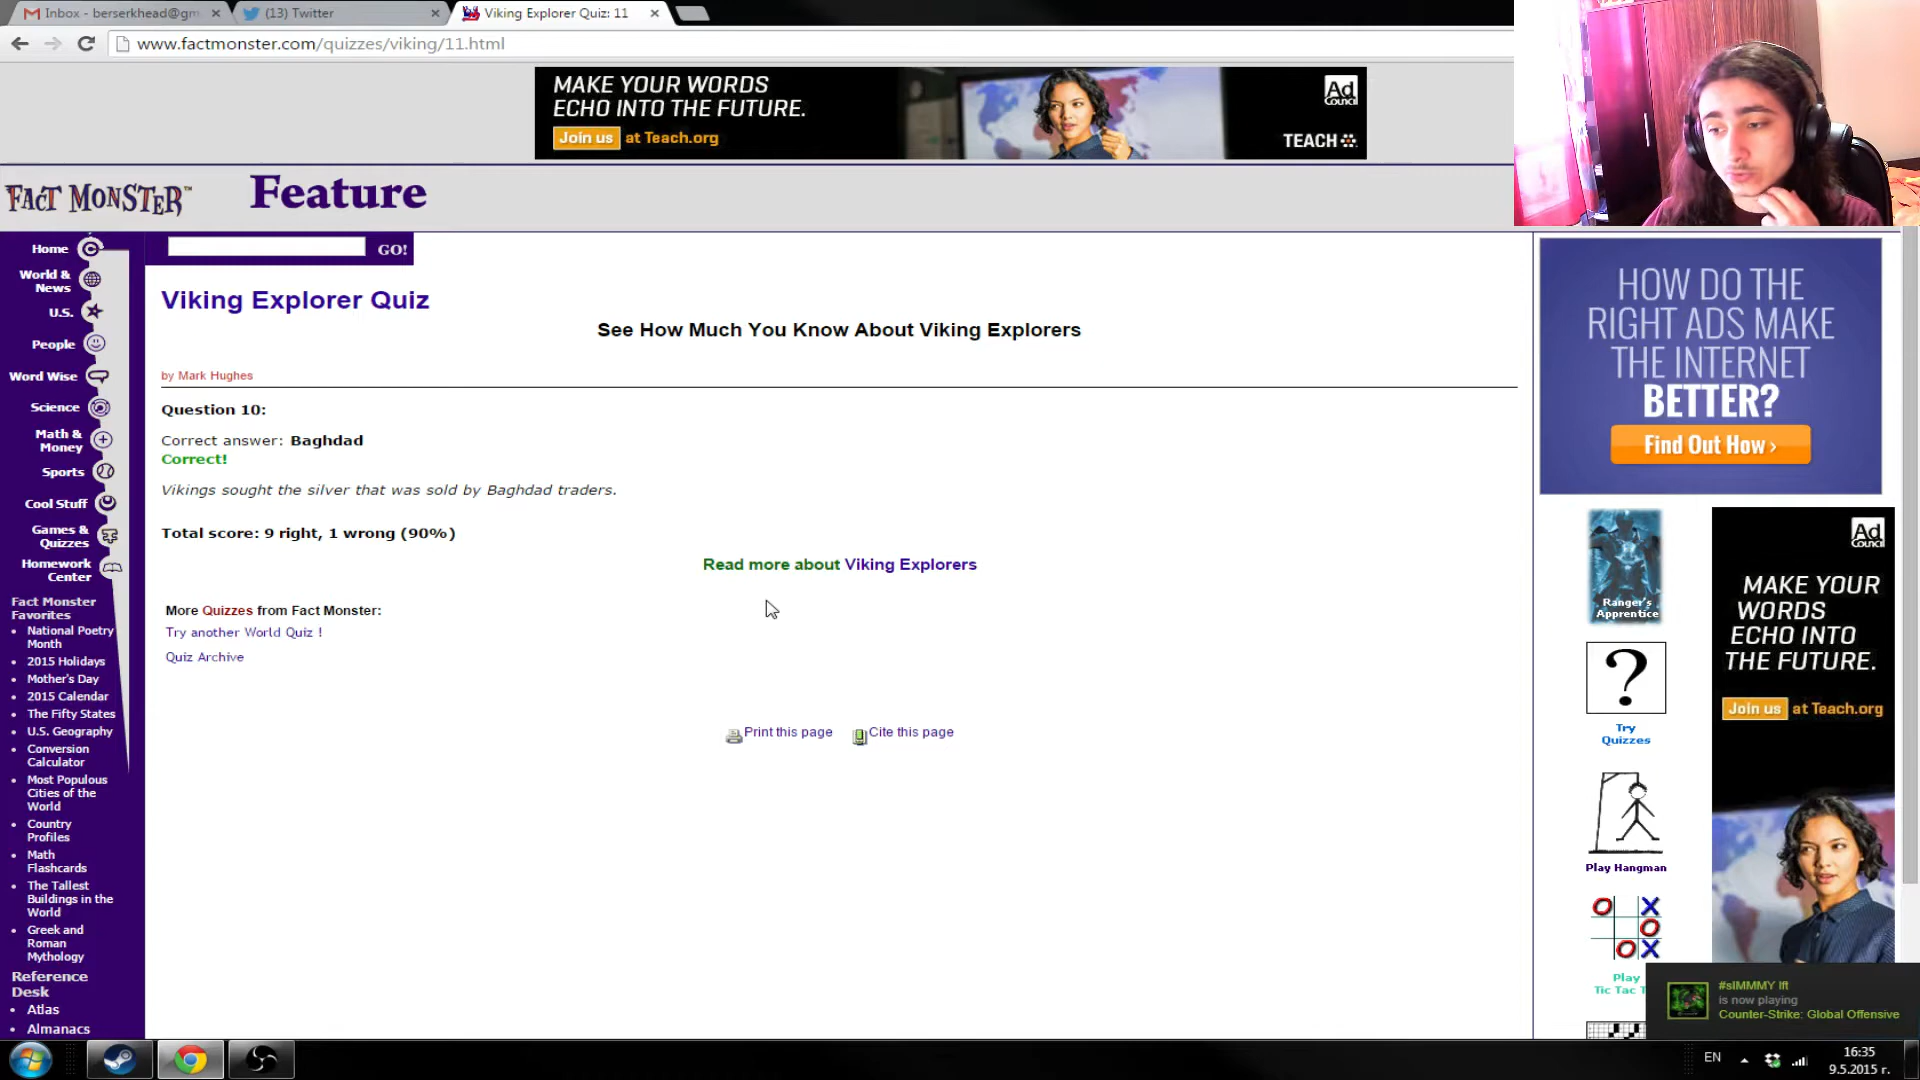 Inbox - berserkhead@gm
(13) Twitter
Viking Explorer Quiz: 11
www.factmonster.com/quizzes/viking/11.html
MAKE YOUR WORDS
ECHO INTO THE FUTURE.
Join us at Teach.org
Ad
Council
TEACH
FACT MONSTER™
Feature
GO!
Home
World &
News
U.S.
People
Word Wise
Science
Math &
Money
Sports
Cool Stuff
Games &
Quizzes
Homework
Center
Fact Monster
Favorites
National Poetry
Month
2015 Holidays
Mother's Day
2015 Calendar
The Fifty States
U.S. Geography
Conversion
Calculator
Most Populous
Cities of the
World
Country
Profiles
Math
Flashcards
The Tallest
Buildings in the
World
Greek and
Roman
Mythology
Reference
Desk
Atlas
Almanacs
Viking Explorer Quiz
See How Much You Know About Viking Explorers
by Mark Hughes
Question 10:
Correct answer: Baghdad
Correct!
Vikings sought the silver that was sold by Baghdad traders.
Total score: 9 right, 1 wrong (90%)
Read more about Viking Explorers
More Quizzes from Fact Monster:
Try another World Quiz !
Quiz Archive
Print this page
Cite this page
HOW DO THE
RIGHT ADS MAKE
THE INTERNET
BETTER?
Find Out How ›
Ranger's
Apprentice
?
Try
Quizzes
Play Hangman
O X
O
O X
Play
Tic Tac T
Ad
Council
MAKE YOUR
WORDS
ECHO INTO
THE FUTURE.
Join us at Teach.org
#sIMMMY lft
is now playing
Counter-Strike: Global Offensive
EN
16:35
9.5.2015 г.